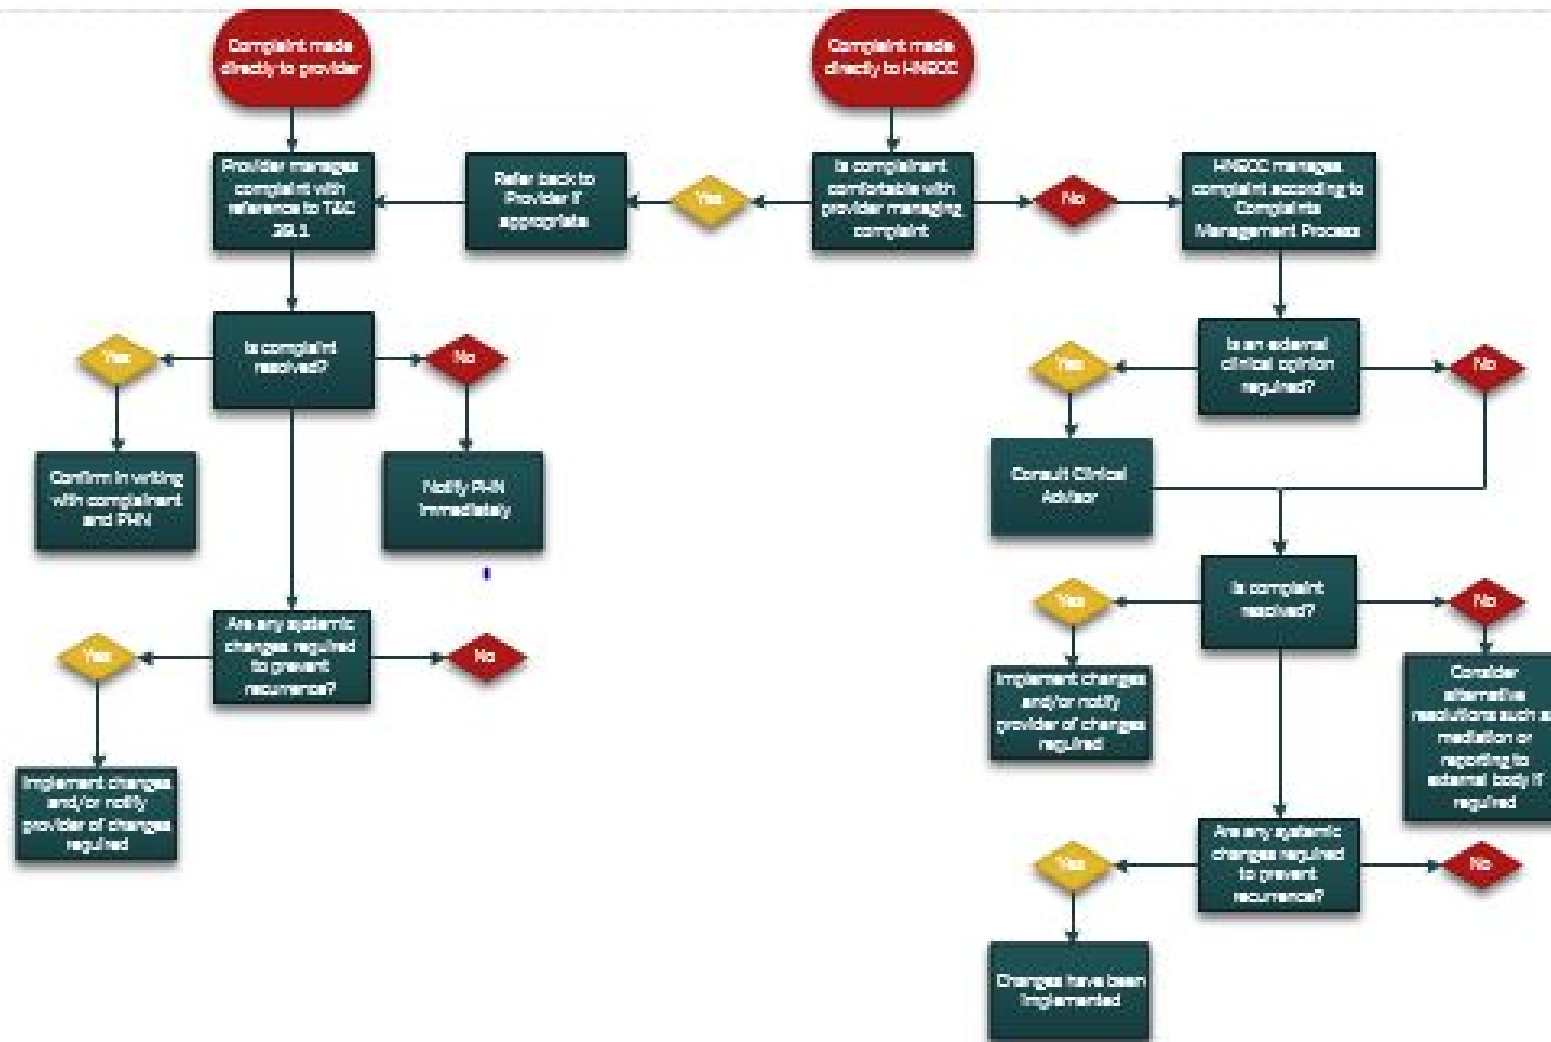 Complaint made
directly to provider
Complaint made
directly to HNECC
Provider manages
complaint with
reference to T&C
39.1
Refer back to
Provider if
appropriate
Yes
Is complainant
comfortable with
provider managing
complaint
No
HNECC manages
complaint according to
Complaints
Management Process
Yes
Is complaint
resolved?
No
Yes
Is an external
clinical opinion
required?
No
Confirm in writing
with complainant
and PHN
Notify PHN
immediately
Consult Clinical
Advisor
Yes
Is complaint
resolved?
No
Yes
Are any systemic
changes required
to prevent
recurrence?
No
Implement changes
and/or notify
provider of changes
required
Consider
alternative
resolutions such as
mediation or
reporting to
external body if
required
Implement changes
and/or notify
provider of changes
required
Yes
Are any systemic
changes required
to prevent
recurrence?
No
Changes have been
implemented